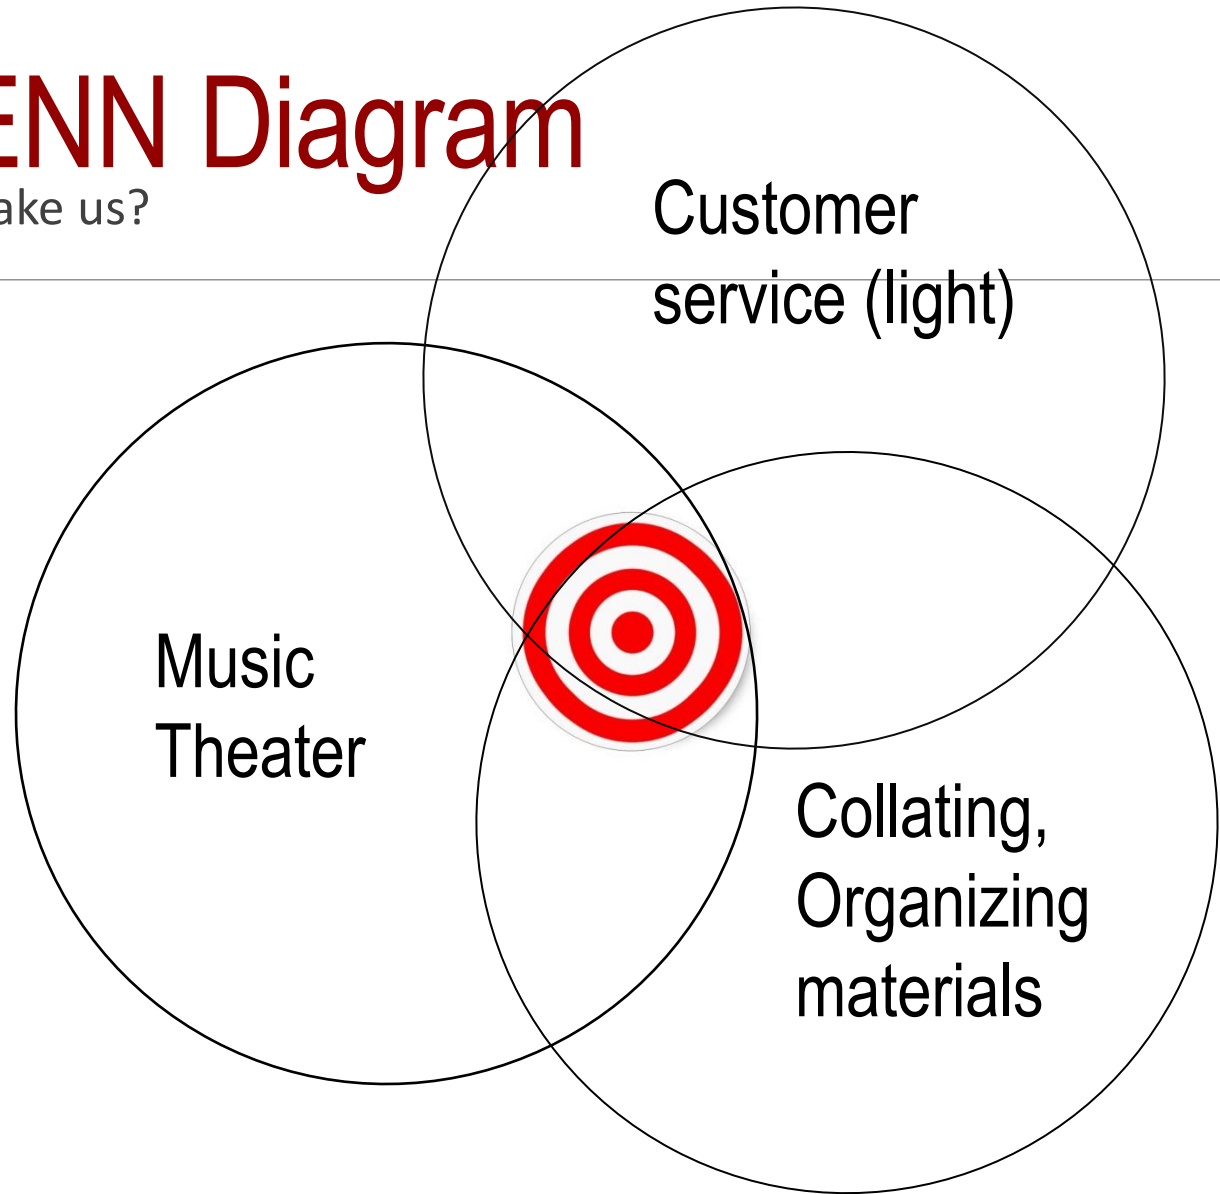 ENN Diagram
ake us?
Customer
service (light)
Music
Theater
Collating,
Organizing
materials